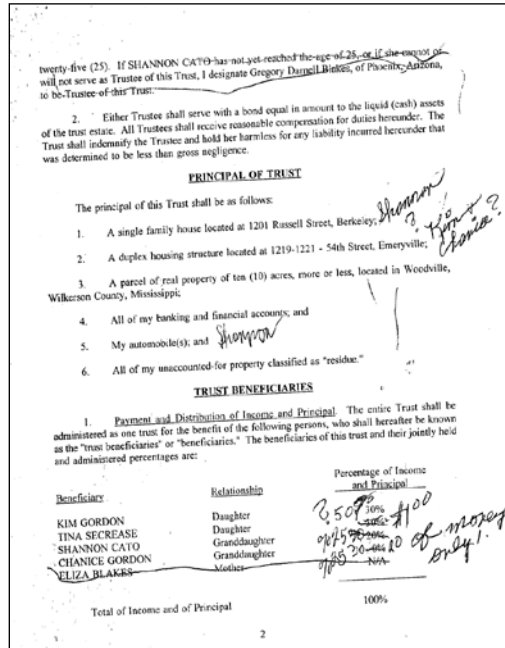 twenty-five (25). If SHANNON CATO has not yet reached the age of 25, or if she cannot or
will not serve as Trustee of this Trust, I designate Gregory Darnell Blakes, of Phoenix, Arizona,
to be Trustee of this Trust.
2. Either Trustee shall serve with a bond equal in amount to the liquid (cash) assets
of the trust estate. All Trustees shall receive reasonable compensation for duties hereunder. The
Trust shall indemnify the Trustee and hold her harmless for any liability incurred hereunder that
was determined to be less than gross negligence.
PRINCIPAL OF TRUST
The principal of this Trust shall be as follows:
1. A single family house located at 1201 Russell Street, Berkeley; Shannon
?
2. A duplex housing structure located at 1219-1221 - 54th Street, Emeryville; Kim &
Chanice?
3. A parcel of real property of ten (10) acres, more or less, located in Woodville,
Wilkerson County, Mississippi;
4. All of my banking and financial accounts; and
5. My automobile(s); and Shannon
6. All of my unaccounted-for property classified as "residue."
TRUST BENEFICIARIES
1. Payment and Distribution of Income and Principal. The entire Trust shall be
administered as one trust for the benefit of the following persons, who shall hereafter be known
as the "trust beneficiaries" or "beneficiaries." The beneficiaries of this trust and their jointly held
and administered percentages are:
Percentage of Income
Beneficiary Relationship and Principal
KIM GORDON Daughter 30%
TINA SECREASE Daughter $1.00
SHANNON CATO Granddaughter 20%
CHANICE GORDON Granddaughter of money
ELIZA BLAKES Mother N/A only!
Total of Income and of Principal 100%
2